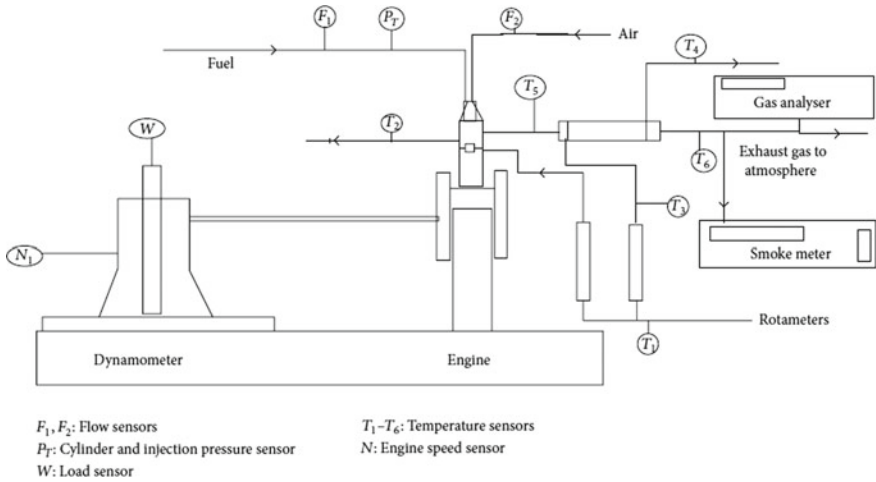 F₁
P_T
F₂
Fuel
Air
T₄
Gas analyser
T₅
W
T₂
T₆
Exhaust gas to
atmosphere
T₃
N₁
Smoke meter
Rotameters
T₁
Dynamometer
Engine
F₁, F₂: Flow sensors
P_T: Cylinder and injection pressure sensor
W: Load sensor
T₁–T₆: Temperature sensors
N: Engine speed sensor